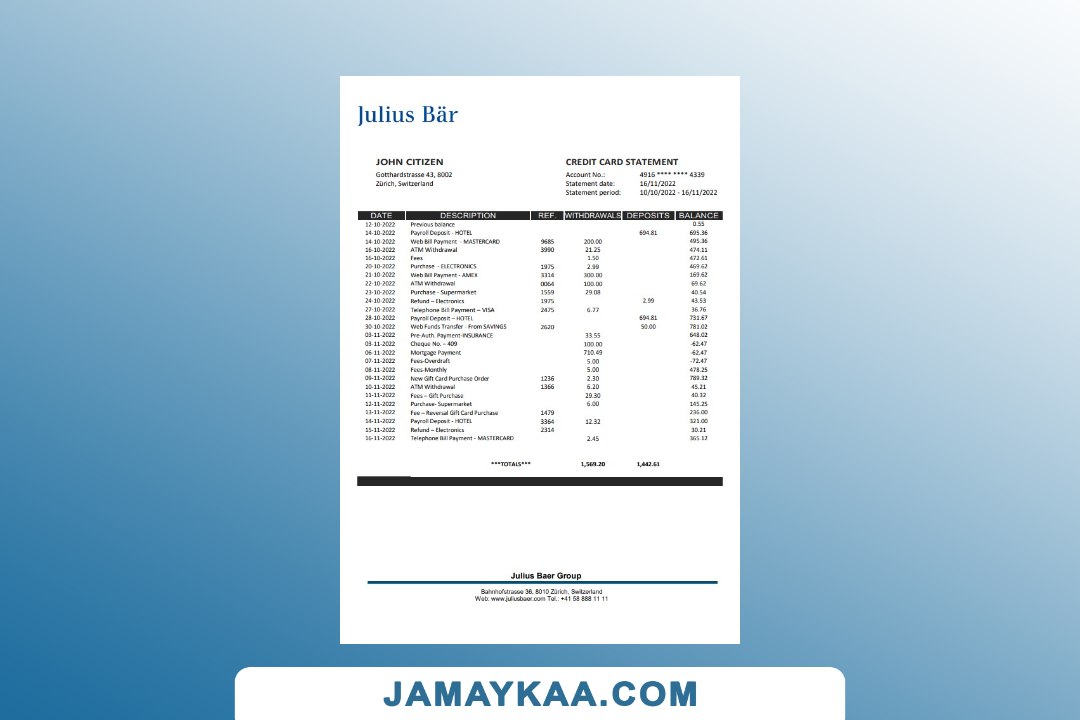 Julius Bär
JOHN CITIZEN
Gotthardstrasse 43, 8002
Zürich, Switzerland
CREDIT CARD STATEMENT
Account No.: 4916 **** **** 4339
Statement date: 16/11/2022
Statement period: 10/10/2022 - 16/11/2022
DATE DESCRIPTION REF. WITHDRAWALS DEPOSITS BALANCE
12-10-2022 Previous balance 0.55
14-10-2022 Payroll Deposit - HOTEL 694.81 695.36
14-10-2022 Web Bill Payment - MASTERCARD 9685 200.00 495.36
16-10-2022 ATM Withdrawal 3990 21.25 474.11
16-10-2022 Fees 1.50 472.61
20-10-2022 Purchase - ELECTRONICS 1975 2.99 469.62
21-10-2022 Web Bill Payment - AMEX 3314 300.00 169.62
22-10-2022 ATM Withdrawal 0064 100.00 69.62
23-10-2022 Purchase - Supermarket 1559 29.08 40.54
24-10-2022 Refund – Electronics 1975 2.99 43.53
27-10-2022 Telephone Bill Payment – VISA 2475 6.77 36.76
28-10-2022 Payroll Deposit – HOTEL 694.81 731.67
30-10-2022 Web Funds Transfer - From SAVINGS 2620 50.00 781.02
03-11-2022 Pre-Auth. Payment-INSURANCE 33.55 648.02
03-11-2022 Cheque No. – 409 100.00 -62.47
06-11-2022 Mortgage Payment 710.49 -62.47
07-11-2022 Fees-Overdraft 5.00 -72.47
08-11-2022 Fees-Monthly 5.00 478.25
09-11-2022 New Gift Card Purchase Order 1236 2.30 789.32
10-11-2022 ATM Withdrawal 1366 6.20 45.21
11-11-2022 Fees – Gift Purchase 29.30 40.32
12-11-2022 Purchase- Supermarket 6.00 145.25
13-11-2022 Fee – Reversal Gift Card Purchase 1479 236.00
14-11-2022 Payroll Deposit - HOTEL 3364 12.32 321.00
15-11-2022 Refund – Electronics 2314 30.21
16-11-2022 Telephone Bill Payment - MASTERCARD 2.45 365.12
***TOTALS*** 1,569.20 1,442.61
Julius Baer Group
Bahnhofstrasse 36, 8010 Zürich, Switzerland
Web: www.juliusbaer.com Tel.: +41 58 888 11 11
JAMAYKAA.COM